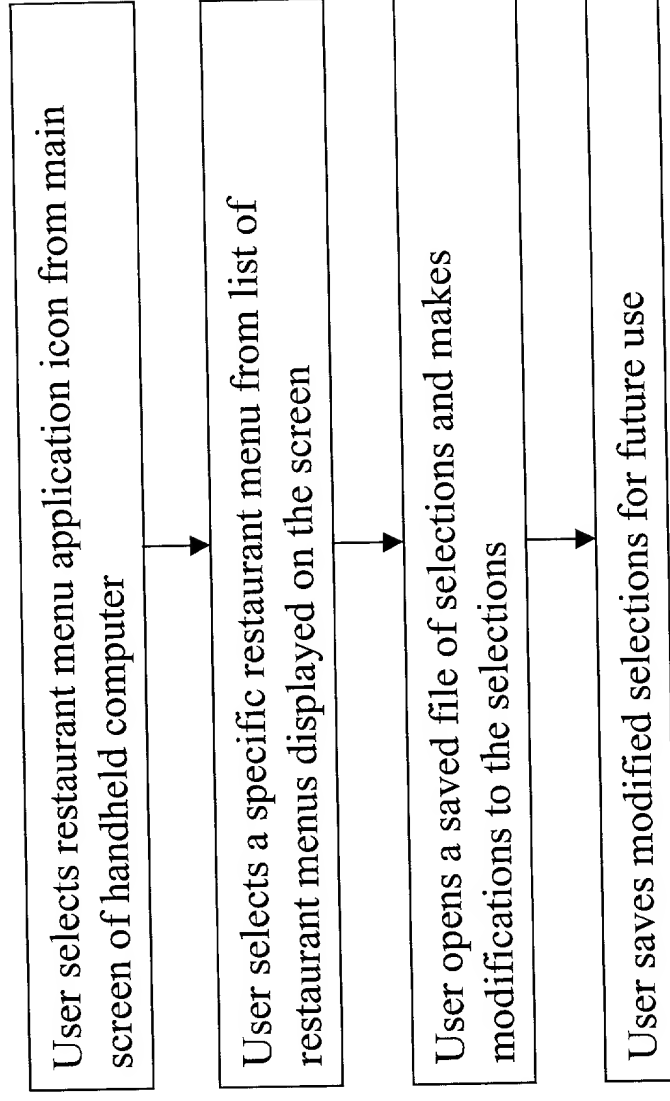 User selects restaurant menu application icon from main
screen of handheld computer
User selects a specific restaurant menu from list of
restaurant menus displayed on the screen
User opens a saved file of selections and makes
modifications to the selections
User saves modified selections for future use